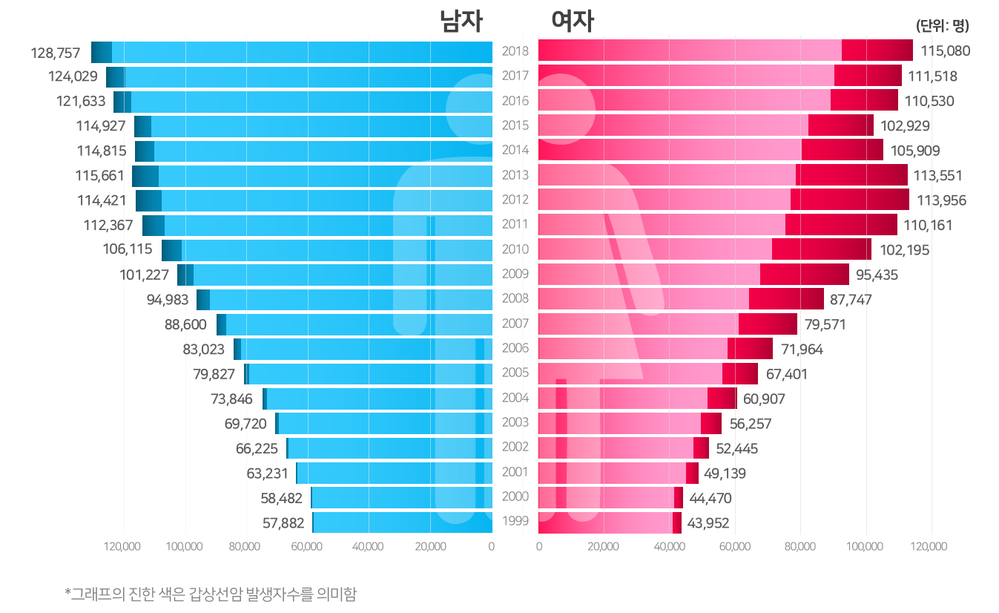 남자 여자 (단위: 명)
128,757 2018 115,080
124,029 2017 111,518
121,633 2016 110,530
114,927 2015 102,929
114,815 2014 105,909
115,661 2013 113,551
114,421 2012 113,956
112,367 2011 110,161
106,115 2010 102,195
101,227 2009 95,435
94,983 2008 87,747
88,600 2007 79,571
83,023 2006 71,964
79,827 2005 67,401
73,846 2004 60,907
69,720 2003 56,257
66,225 2002 52,445
63,231 2001 49,139
58,482 2000 44,470
57,882 1999 43,952
120,000 100,000 80,000 60,000 40,000 20,000 0 0 20,000 40,000 60,000 80,000 100,000 120,000
*그래프의 진한 색은 갑상선암 발생자수를 의미함